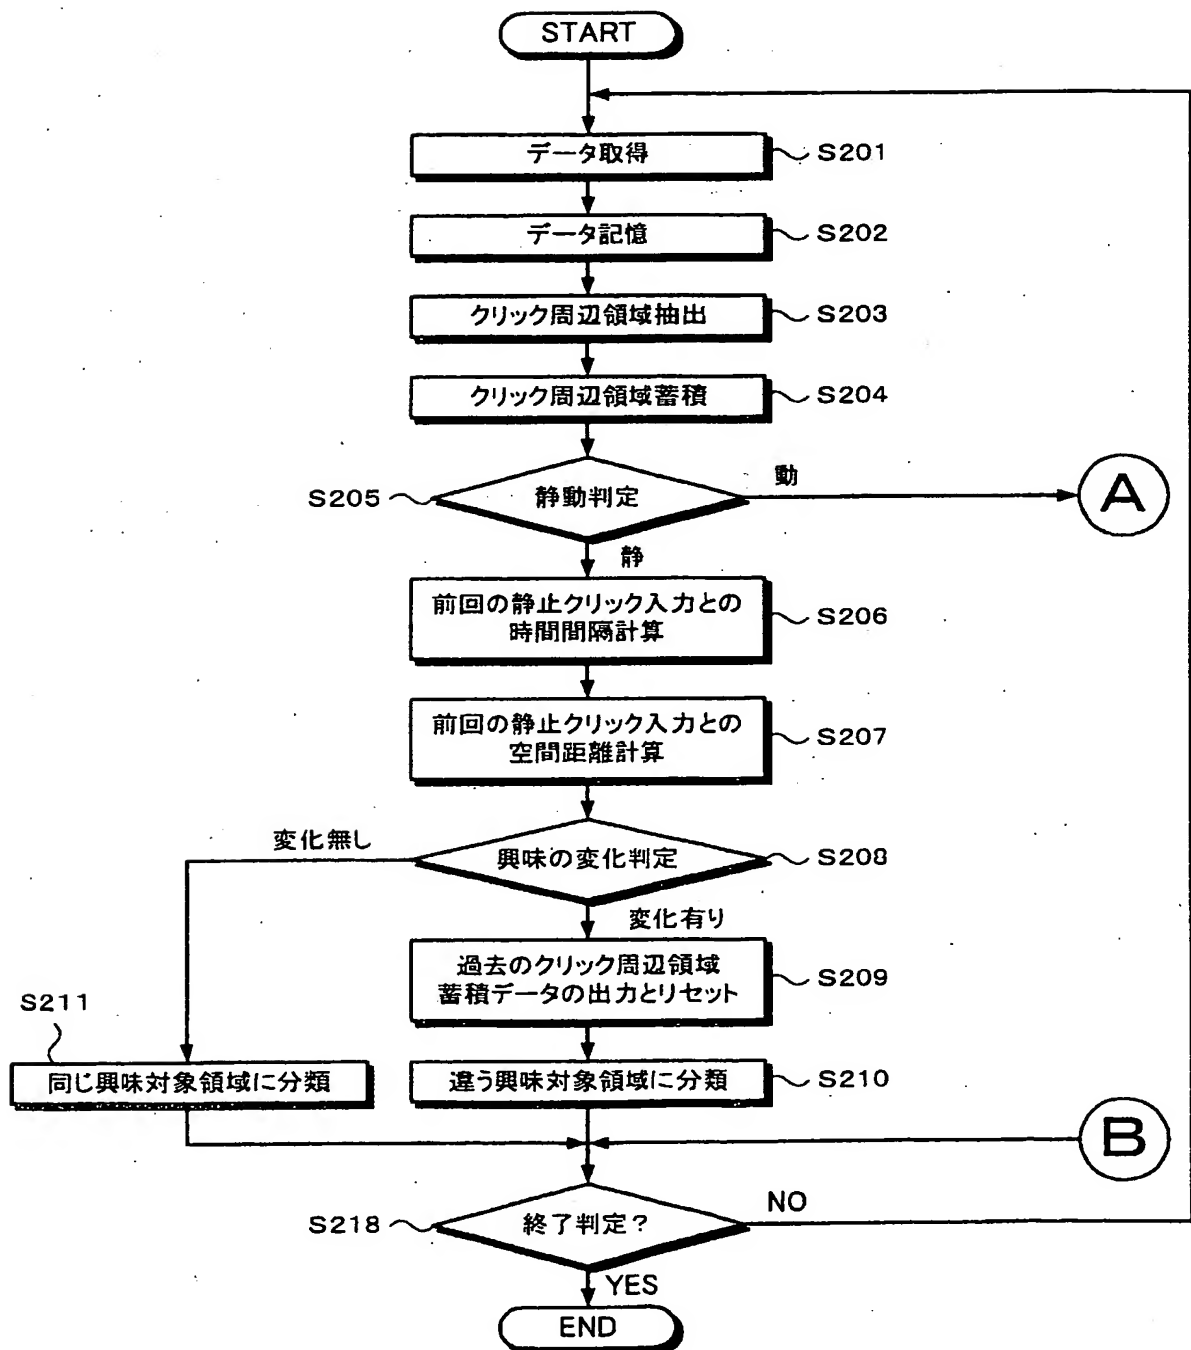 START
データ取得
S201
データ記憶
S202
クリック周辺領域抽出
S203
クリック周辺領域蓄積
S204
S205
静動判定
動
A
静
前回の静止クリック入力との
時間間隔計算
S206
前回の静止クリック入力との
空間距離計算
S207
変化無し
興味の変化判定
S208
変化有り
過去のクリック周辺領域
蓄積データの出力とリセット
S209
S211
同じ興味対象領域に分類
違う興味対象領域に分類
S210
B
S218
終了判定?
NO
YES
END